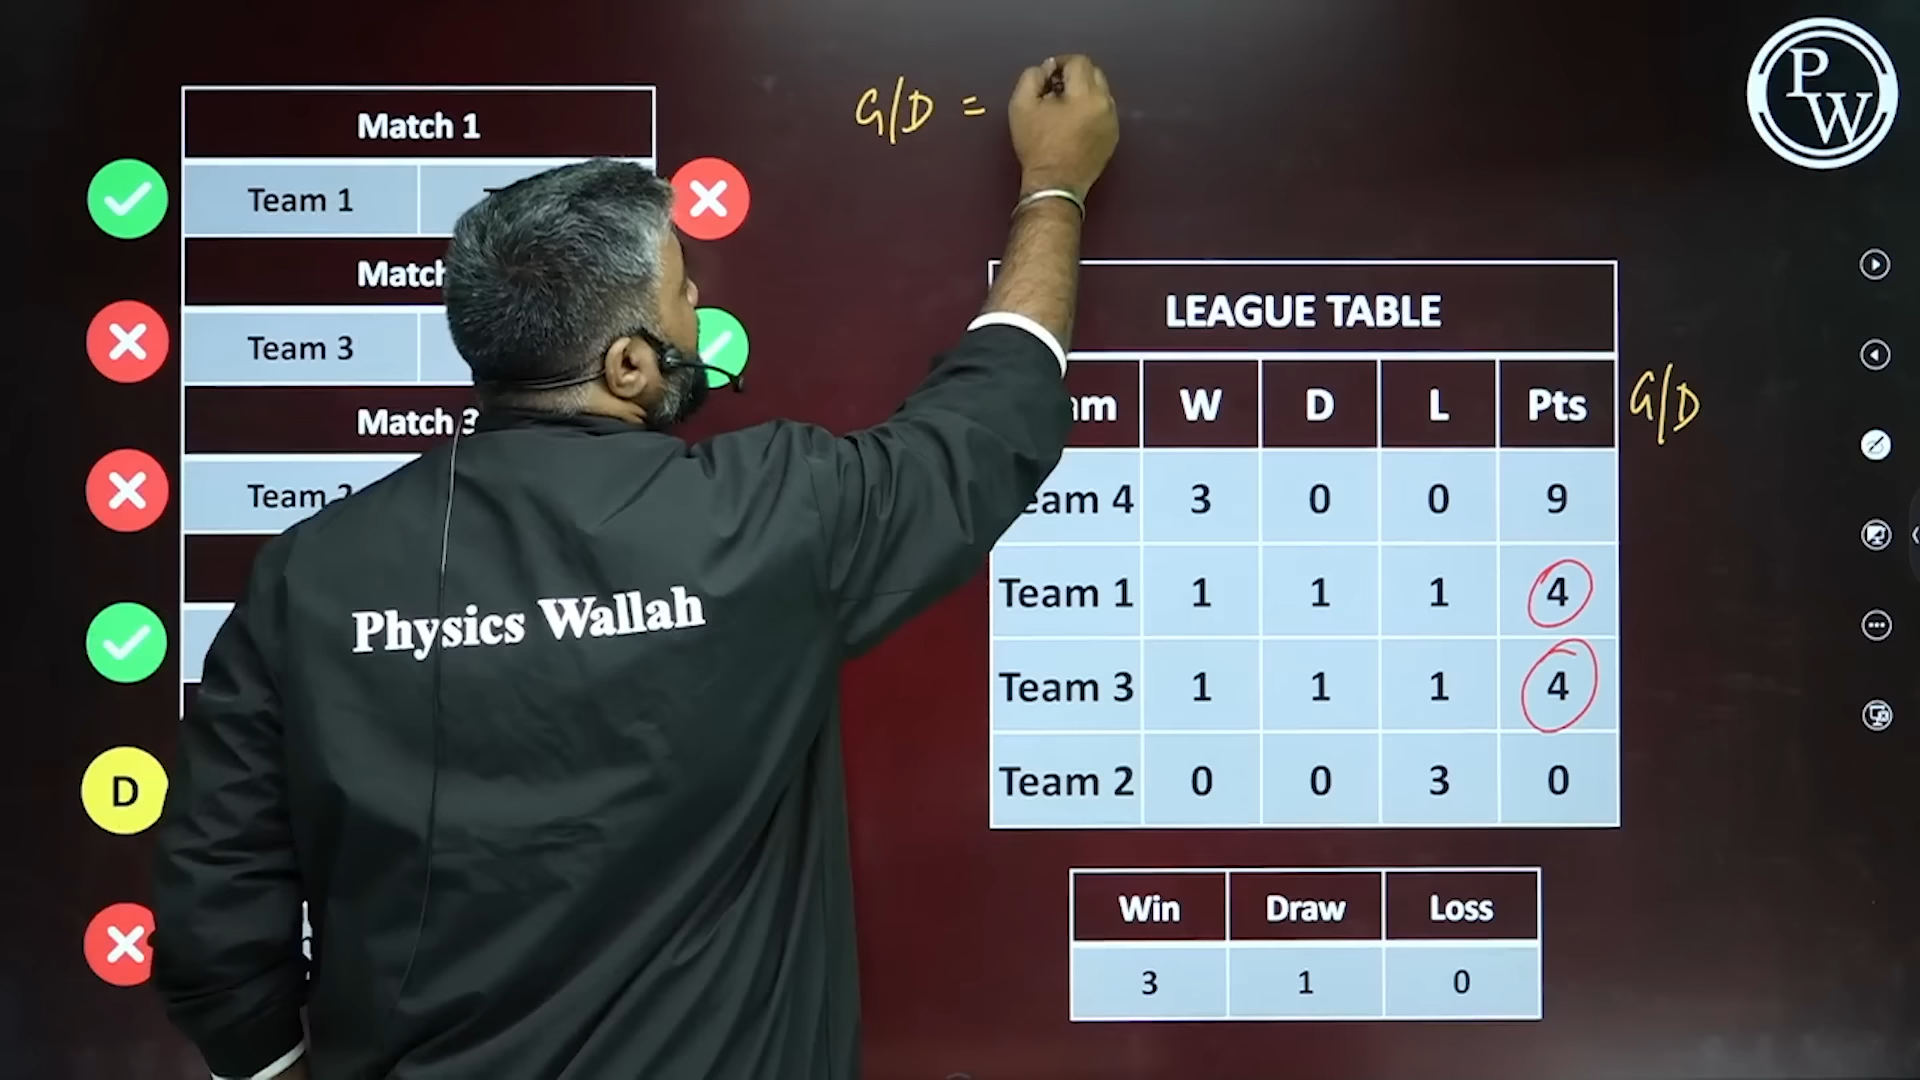 G/D =
PW
Match 1
Team 1
Match
Team 3
Match 3
Team 2
D
Physics Wallah
LEAGUE TABLE
W D L Pts G/D
Team 4 3 0 0 9
Team 1 1 1 1 4
Team 3 1 1 1 4
Team 2 0 0 3 0
Win Draw Loss
3 1 0